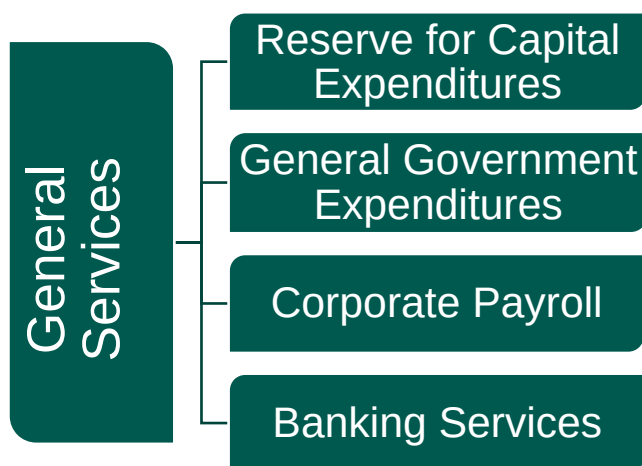 General
Services
Reserve for Capital
Expenditures
General Government
Expenditures
Corporate Payroll
Banking Services